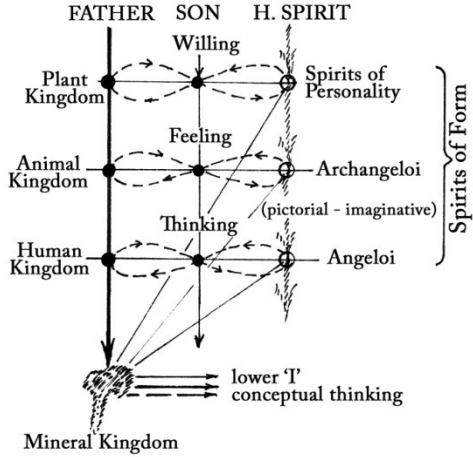 FATHER SON H. SPIRIT
Willing
Plant
Kingdom
Spirits of
Personality
Feeling
Animal
Kingdom
Archangeloi
(pictorial - imaginative)
Thinking
Human
Kingdom
Angeloi
Spirits of Form
lower 'I'
conceptual thinking
Mineral Kingdom